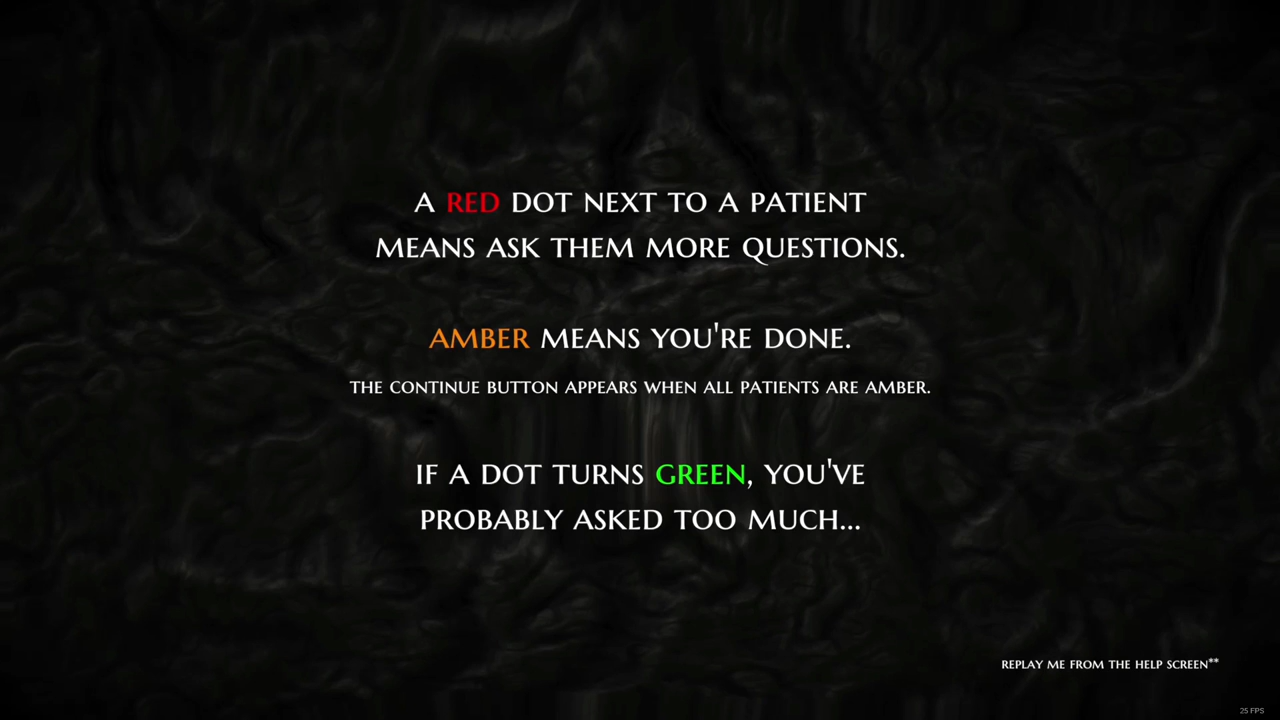 A RED DOT NEXT TO A PATIENT
MEANS ASK THEM MORE QUESTIONS.
AMBER MEANS YOU'RE DONE.
THE CONTINUE BUTTON APPEARS WHEN ALL PATIENTS ARE AMBER.
IF A DOT TURNS GREEN, YOU'VE
PROBABLY ASKED TOO MUCH...
REPLAY ME FROM THE HELP SCREEN**
25 FPS